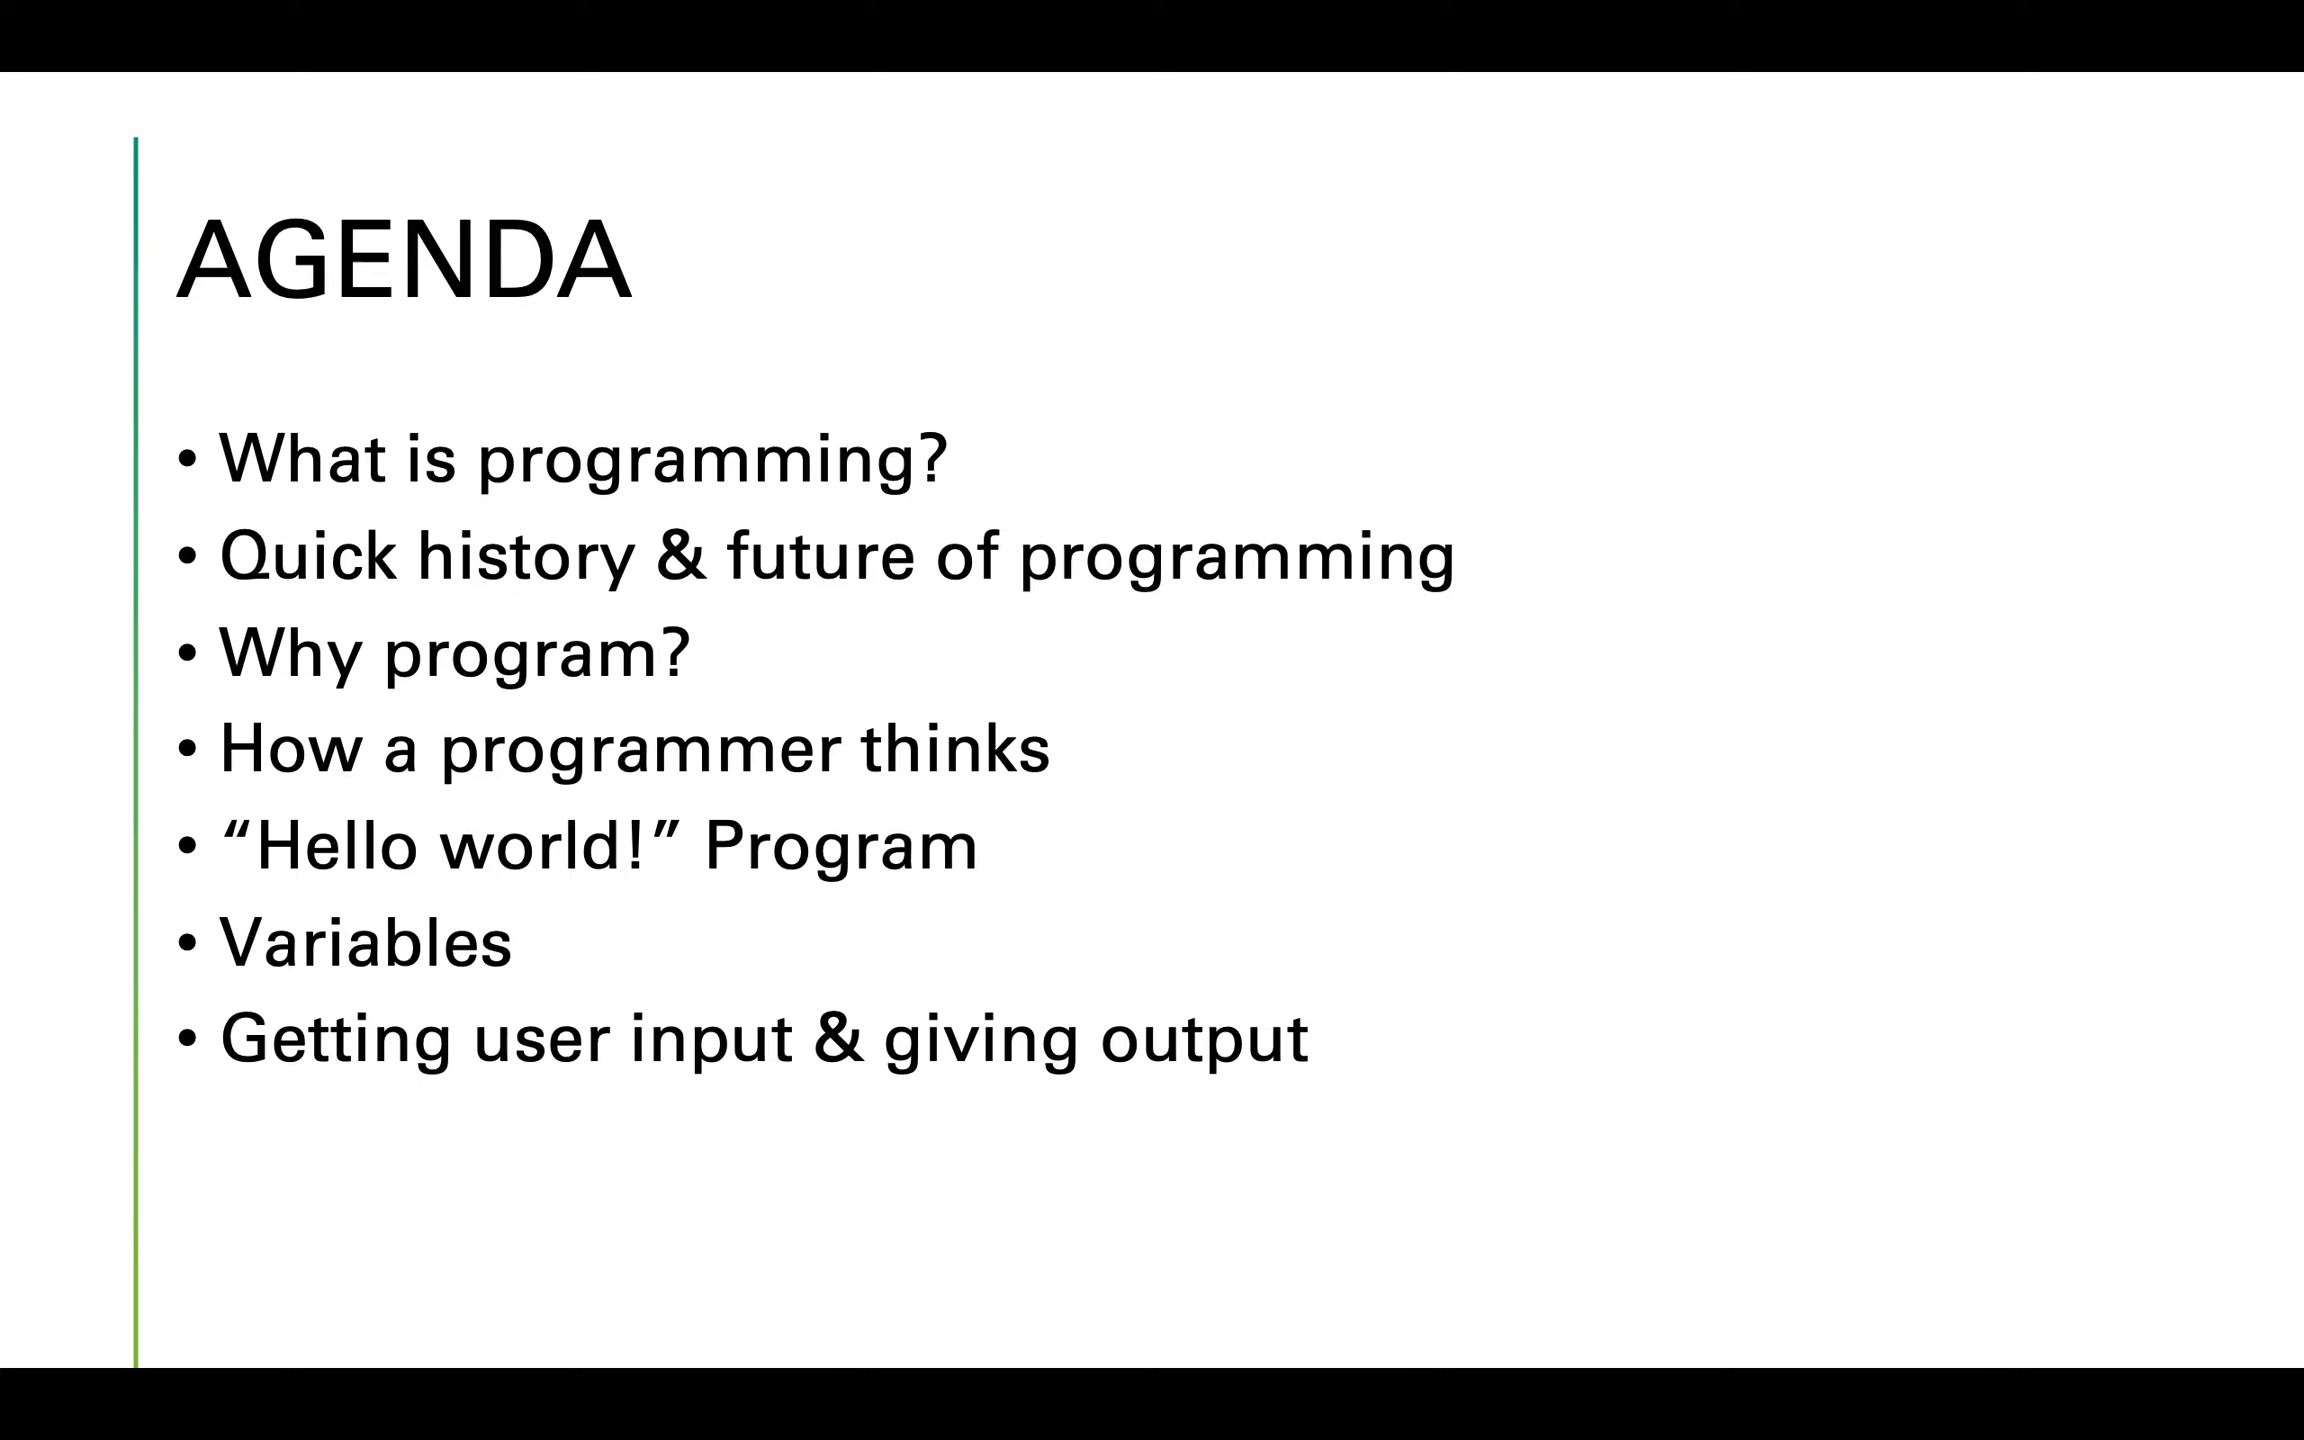 AGENDA
• What is programming?
• Quick history & future of programming
• Why program?
• How a programmer thinks
• “Hello world!” Program
• Variables
• Getting user input & giving output